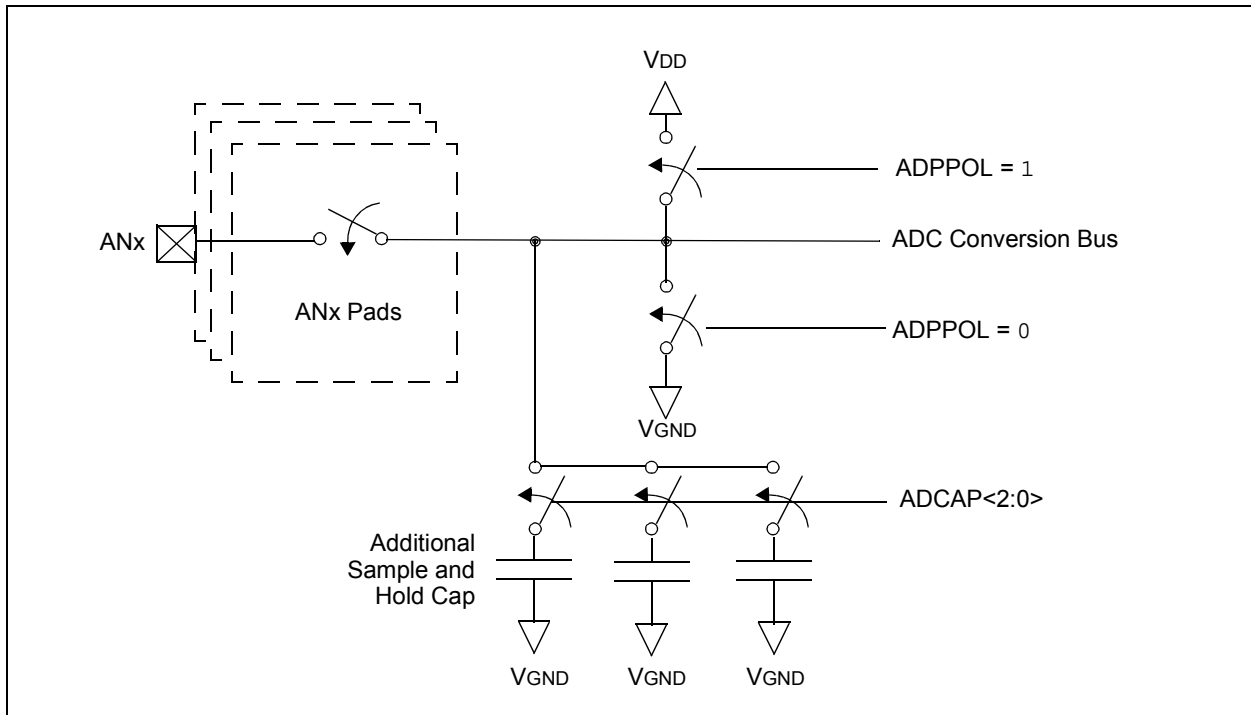 VDD
ADPPOL = 1
ANx
ADC Conversion Bus
ANx Pads
ADPPOL = 0
VGND
ADCAP<2:0>
Additional
Sample and
Hold Cap
VGND
VGND
VGND